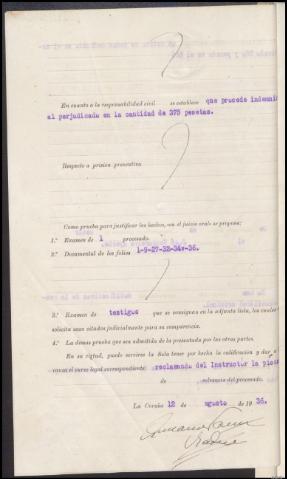 En cuanto a la responsabilidad civil se establece que procede indemni
al perjudicado en la cantidad de 375 pesetas.
Respecto a prisión preventiva
Como prueba para justificar los hechos, con el juicio oral se propone;
1.º Examen de 1 procesado
2.º Documental de los folios 1-9-27-32-34v-36.
3.º Examen de testigos que se consignan en la adjunta lista, los cuales
solicita sean citados judicialmente para su comparecencia.
4.º La demás prueba que sea admitida de la presentada por las otras partes.
En su virtud, puede servirse la Sala tener por hecha la calificación y dar a
causa el curso legal correspondiente: reclamando del Instructor la pieza
de solvencia del procesado.
La Coruña 12 de agosto de 1936.